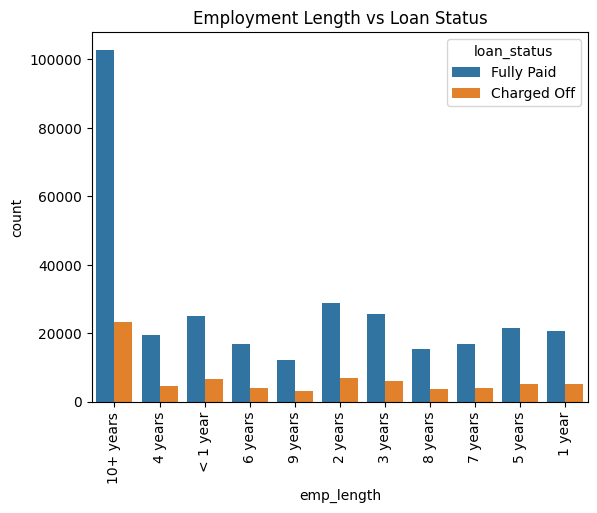 Employment Length vs Loan Status
loan_status
Fully Paid
Charged Off
count
100000
80000
60000
40000
20000
0
10+ years
4 years
< 1 year
6 years
9 years
2 years
3 years
8 years
7 years
5 years
1 year
emp_length